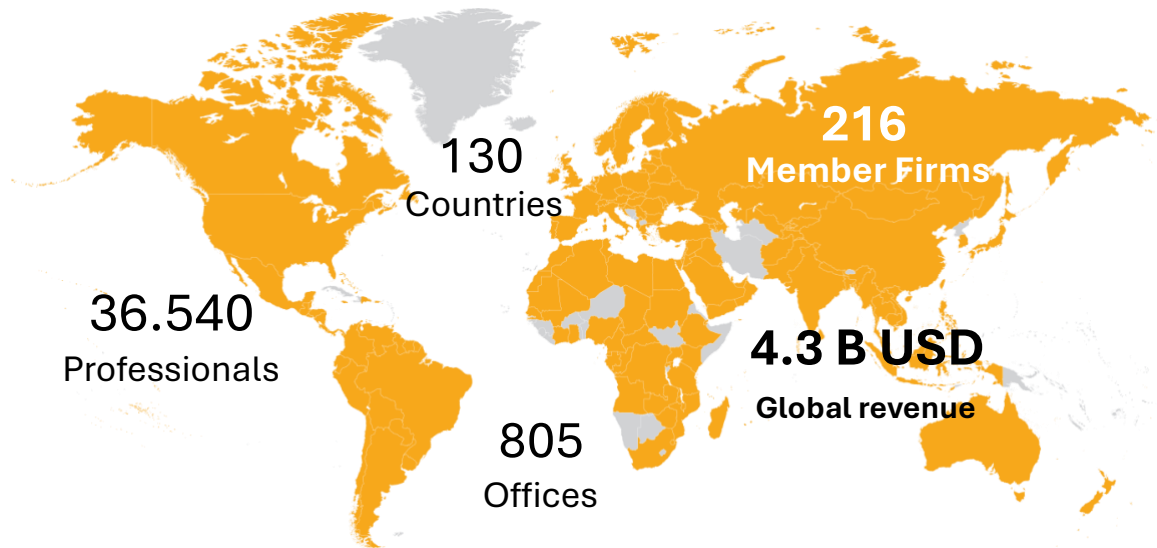 216
Member Firms
130
Countries
36.540
Professionals
4.3 B USD
Global revenue
805
Offices